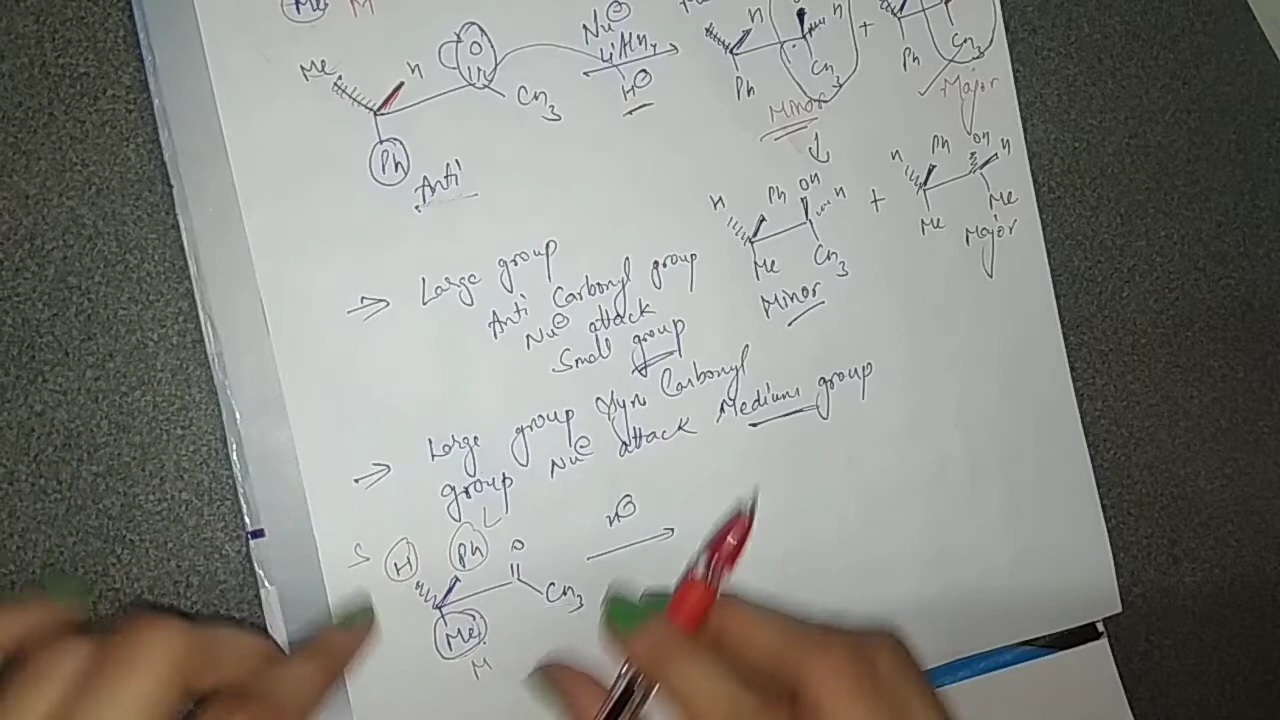 Me M
Nu⊖
LiAlH4
H⊖
Me H O
CH3
Ph
Anti
H
H
Ph
CH3
Minor
+
Ph
CH3
Major
H Ph OH H
Me CH3
Minor
+
H Ph OH H
Me Me
Major
⇒ Large group
Anti Carbonyl group
Nu⊖ attack
Small group
⇒ Large group Syn Carbonyl
group Nu⊖ attack Medium group
S H Ph L O
CH3
Me
M
H⊖